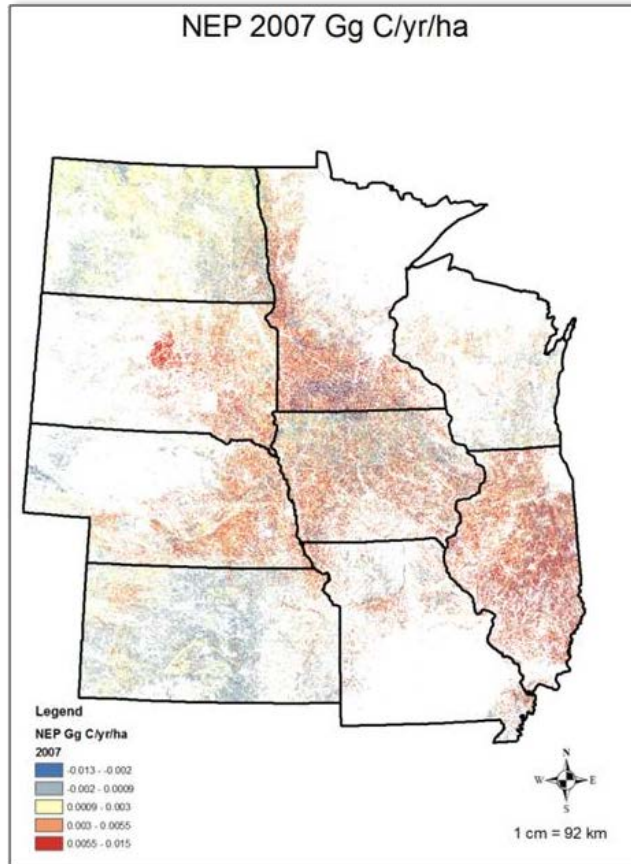 NEP 2007 Gg C/yr/ha
Legend
NEP Gg C/yr/ha
2007
-0.013 - -0.002
-0.002 - 0.0009
0.0009 - 0.003
0.003 - 0.0055
0.0055 - 0.015
N
W E
S
1 cm = 92 km